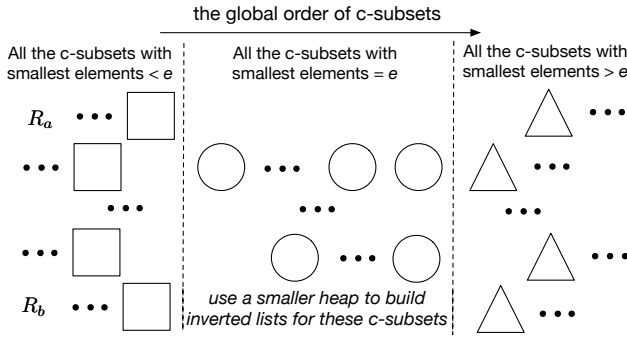 the global order of c-subsets
All the c-subsets with
smallest elements < e
All the c-subsets with
smallest elements = e
All the c-subsets with
smallest elements > e
R_a
R_b
use a smaller heap to build
inverted lists for these c-subsets